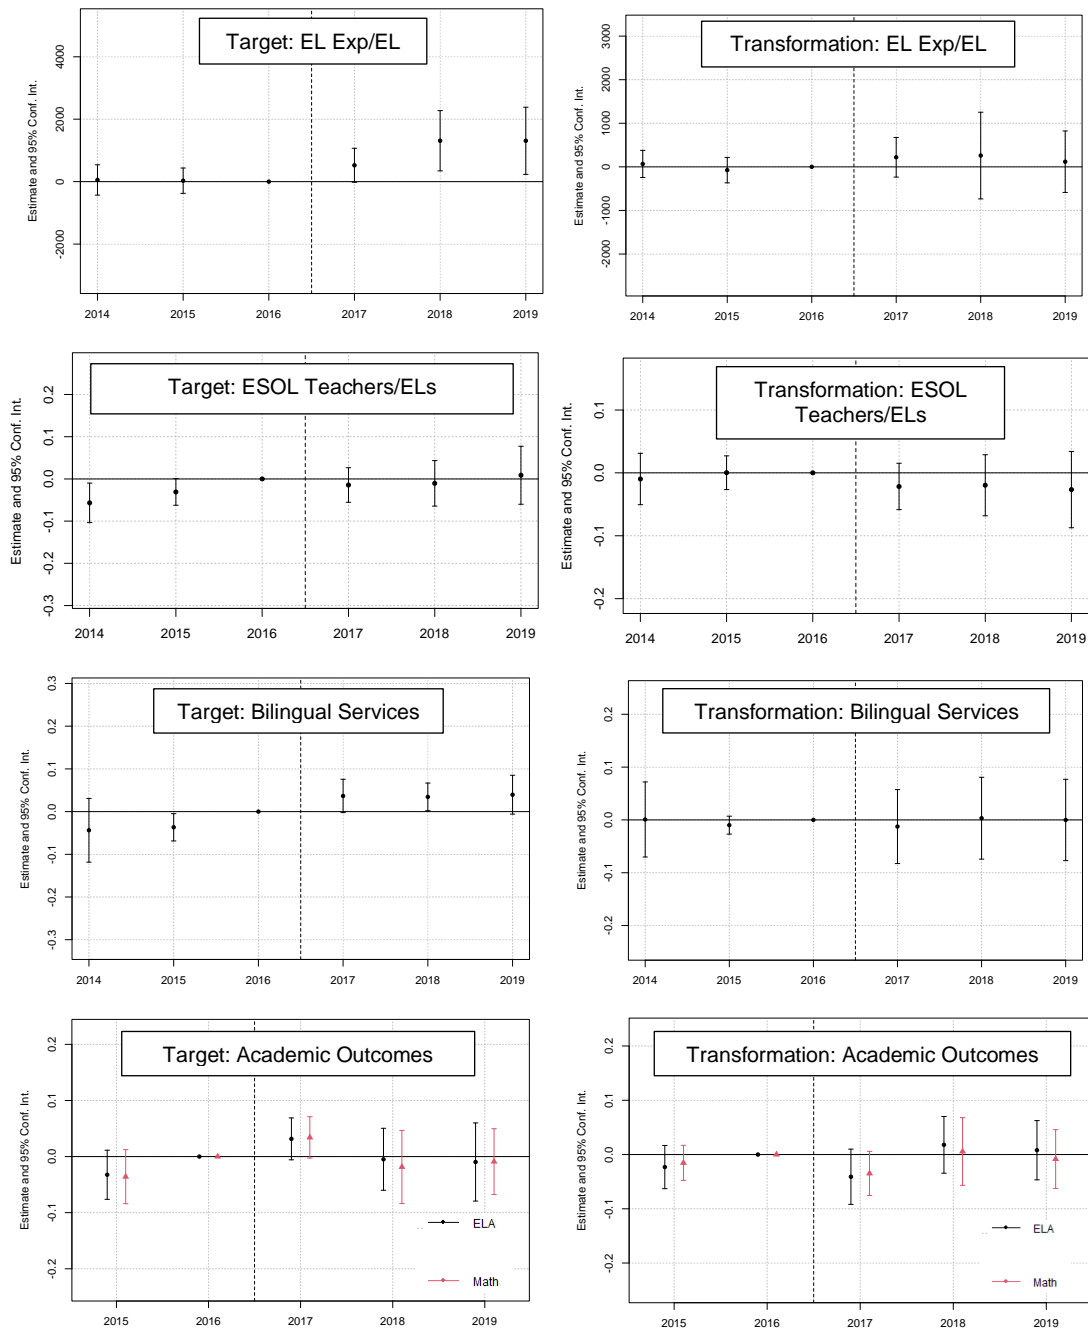 Target: EL Exp/EL
Estimate and 95% Conf. Int.
4000
2000
0
-2000
2014 2015 2016 2017 2018 2019
Transformation: EL Exp/EL
Estimate and 95% Conf. Int.
3000
2000
1000
0
-1000
-2000
2014 2015 2016 2017 2018 2019
Target: ESOL Teachers/ELs
Estimate and 95% Conf. Int.
0.2
0.1
0.0
-0.1
-0.2
-0.3
2014 2015 2016 2017 2018 2019
Transformation: ESOL
Teachers/ELs
Estimate and 95% Conf. Int.
0.1
0.0
-0.1
-0.2
2014 2015 2016 2017 2018 2019
Target: Bilingual Services
Estimate and 95% Conf. Int.
0.3
0.2
0.1
0.0
-0.1
-0.2
-0.3
2014 2015 2016 2017 2018 2019
Transformation: Bilingual Services
Estimate and 95% Conf. Int.
0.2
0.1
0.0
-0.1
-0.2
2014 2015 2016 2017 2018 2019
Target: Academic Outcomes
Estimate and 95% Conf. Int.
0.2
0.1
0.0
-0.1
-0.2
ELA
Math
2015 2016 2017 2018 2019
Transformation: Academic Outcomes
Estimate and 95% Conf. Int.
0.2
0.1
0.0
-0.1
-0.2
ELA
Math
2015 2016 2017 2018 2019